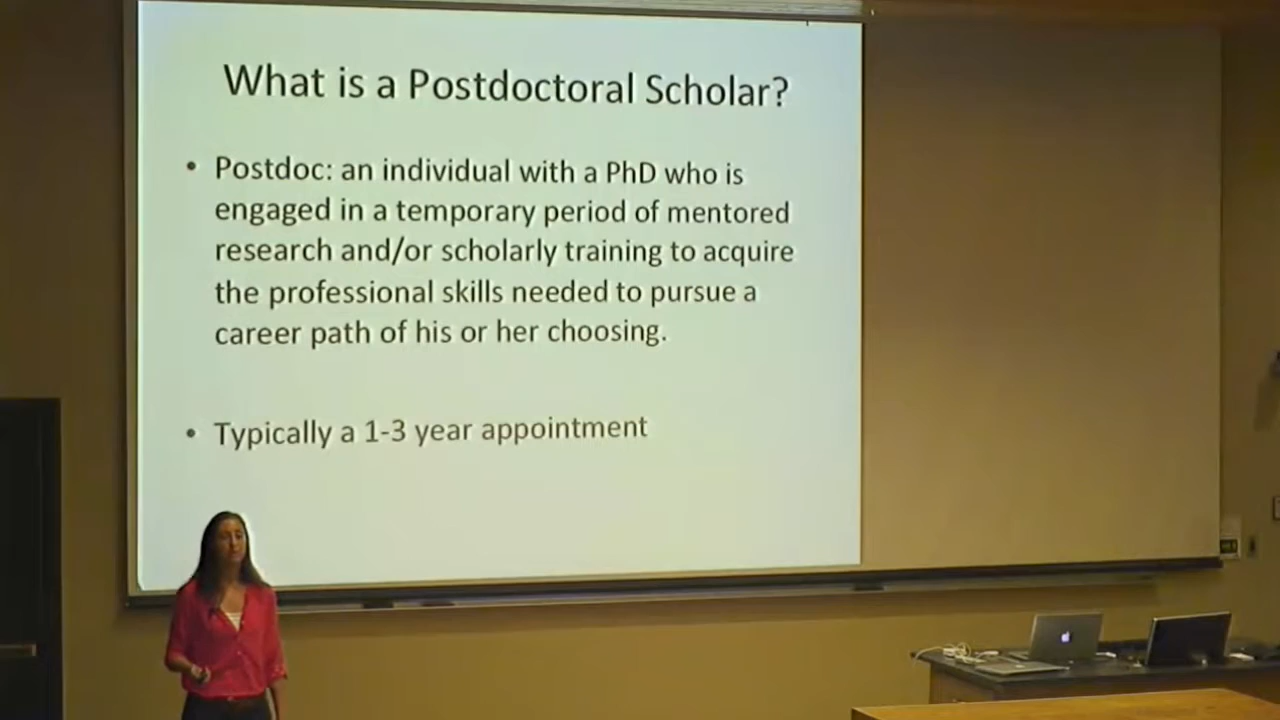 What is a Postdoctoral Scholar?
• Postdoc: an individual with a PhD who is
engaged in a temporary period of mentored
research and/or scholarly training to acquire
the professional skills needed to pursue a
career path of his or her choosing.
• Typically a 1-3 year appointment